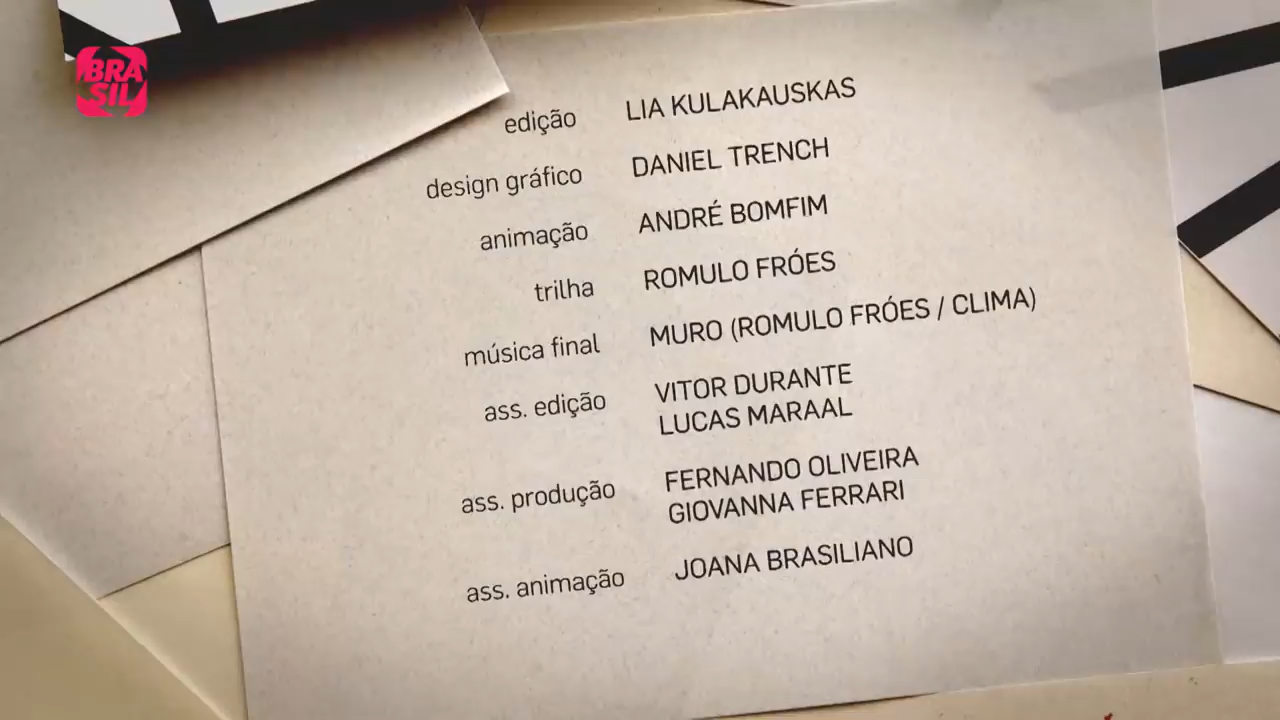 BRA
SIL
edição LIA KULAKAUSKAS
design gráfico DANIEL TRENCH
animação ANDRÉ BOMFIM
trilha ROMULO FRÓES
música final MURO (ROMULO FRÓES / CLIMA)
ass. edição VITOR DURANTE
LUCAS MARAAL
ass. produção FERNANDO OLIVEIRA
GIOVANNA FERRARI
ass. animação JOANA BRASILIANO